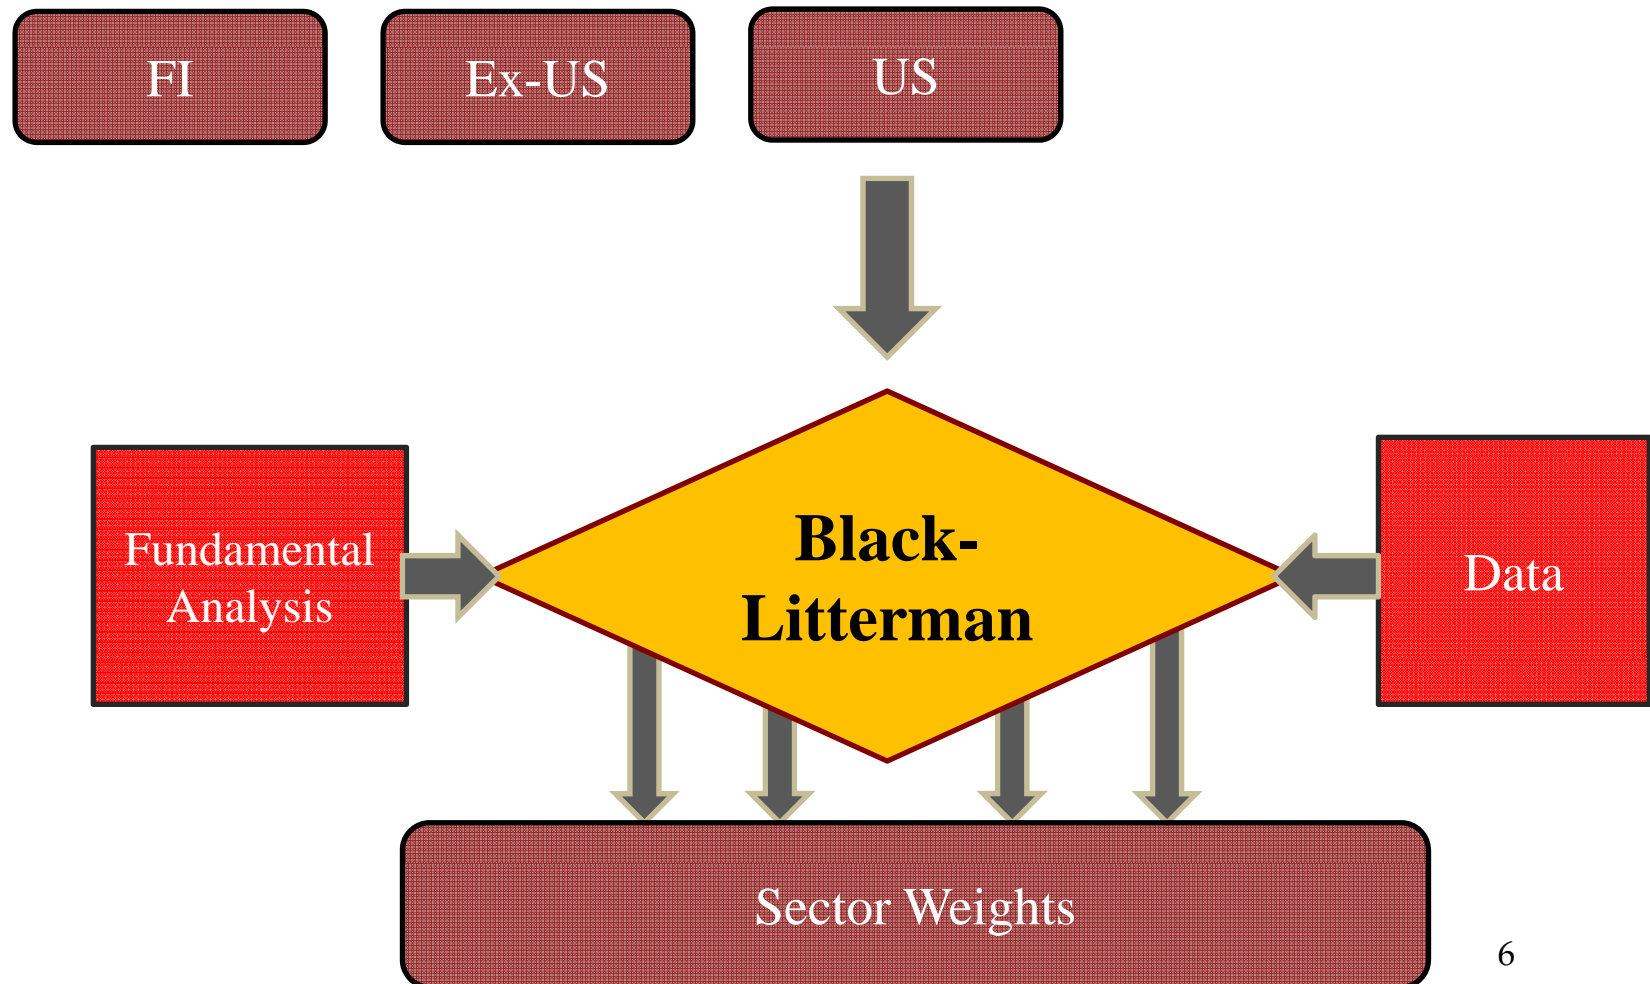 FI
Ex-US
US
Fundamental
Analysis
Black-
Litterman
Data
Sector Weights
6